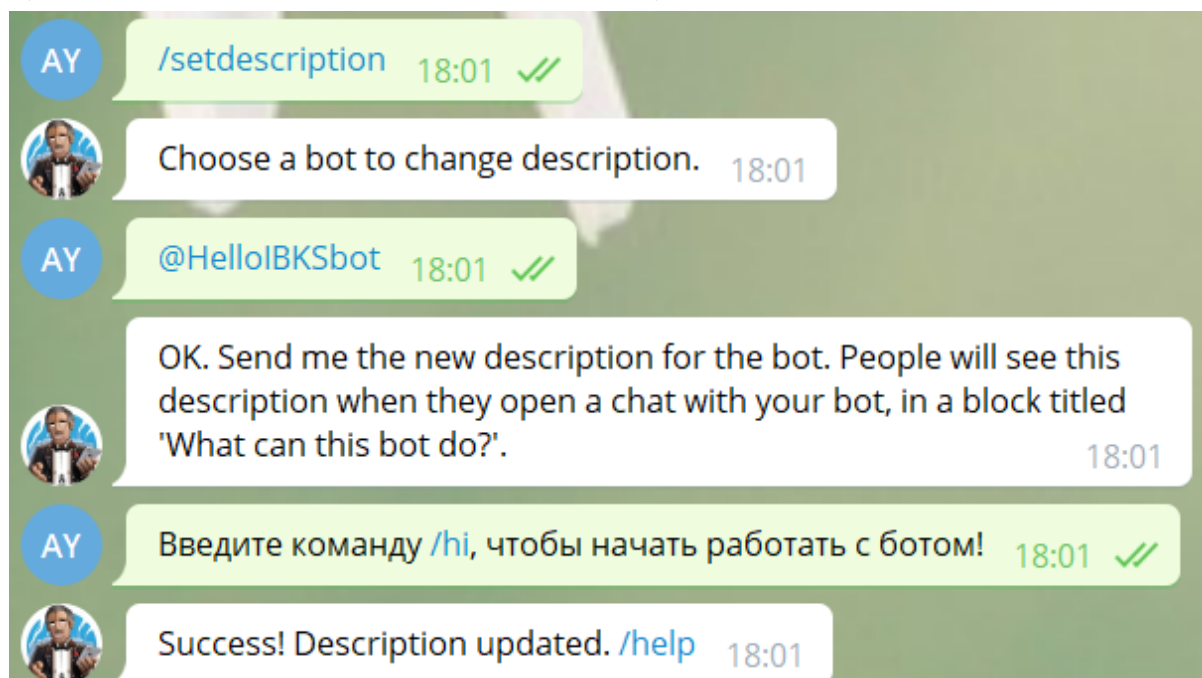 AY
/setdescription 18:01
Choose a bot to change description. 18:01
AY
@HelloIBKSbot 18:01
OK. Send me the new description for the bot. People will see this
description when they open a chat with your bot, in a block titled
'What can this bot do?'. 18:01
AY
Введите команду /hi, чтобы начать работать с ботом! 18:01
Success! Description updated. /help 18:01